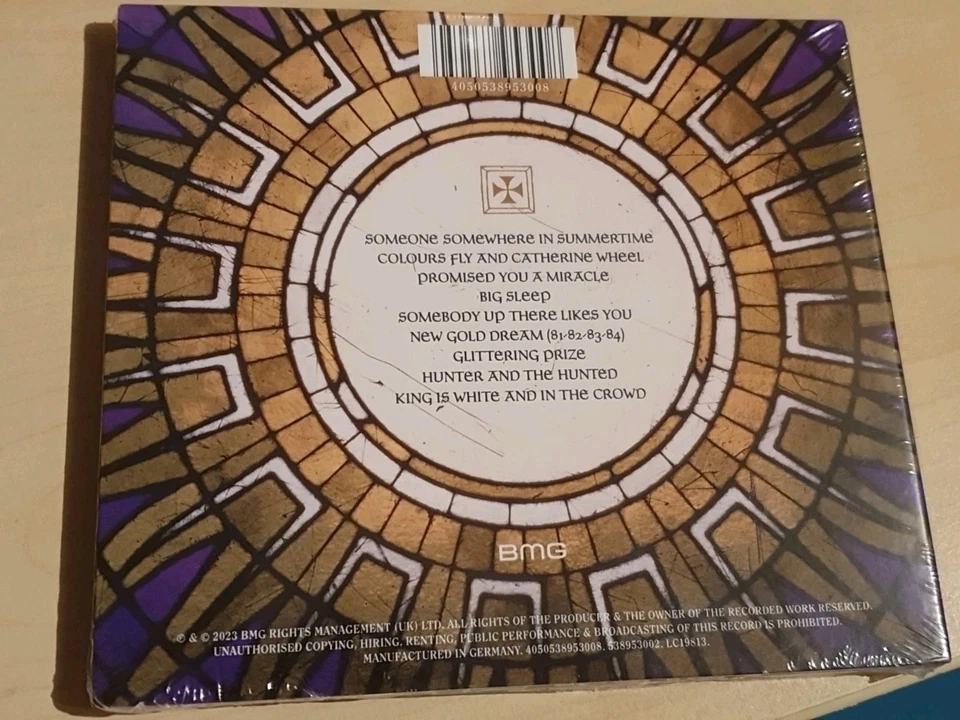 4050538953008
SOMEONE SOMEWHERE IN SUMMERTIME
COLOURS FLY AND CATHERINE WHEEL
PROMISED YOU A MIRACLE
BIG SLEEP
SOMEBODY UP THERE LIKES YOU
NEW GOLD DREAM (81-82-83-84)
GLITTERING PRIZE
HUNTER AND THE HUNTED
KING IS WHITE AND IN THE CROWD
BMG
℗ & © 2023 BMG RIGHTS MANAGEMENT (UK) LTD. ALL RIGHTS OF THE PRODUCER & THE OWNER OF THE RECORDED WORK RESERVED.
UNAUTHORISED COPYING, HIRING, RENTING, PUBLIC PERFORMANCE & BROADCASTING OF THIS RECORD IS PROHIBITED.
MANUFACTURED IN GERMANY. 4050538953008. 538953002. LC19813.